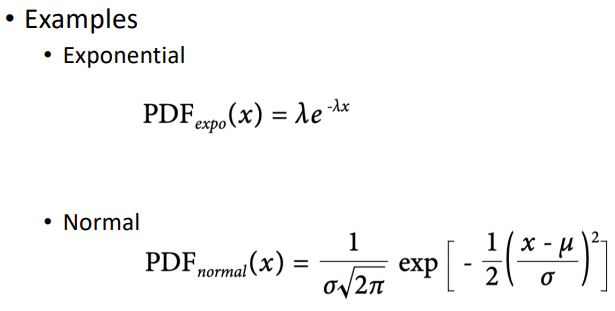 • Examples
• Exponential
PDF_expo(x) = λe^-λx
• Normal
PDF_normal(x) = 1/(σ√2π) exp[ - 1/2 ( (x - μ)/σ )^2 ]